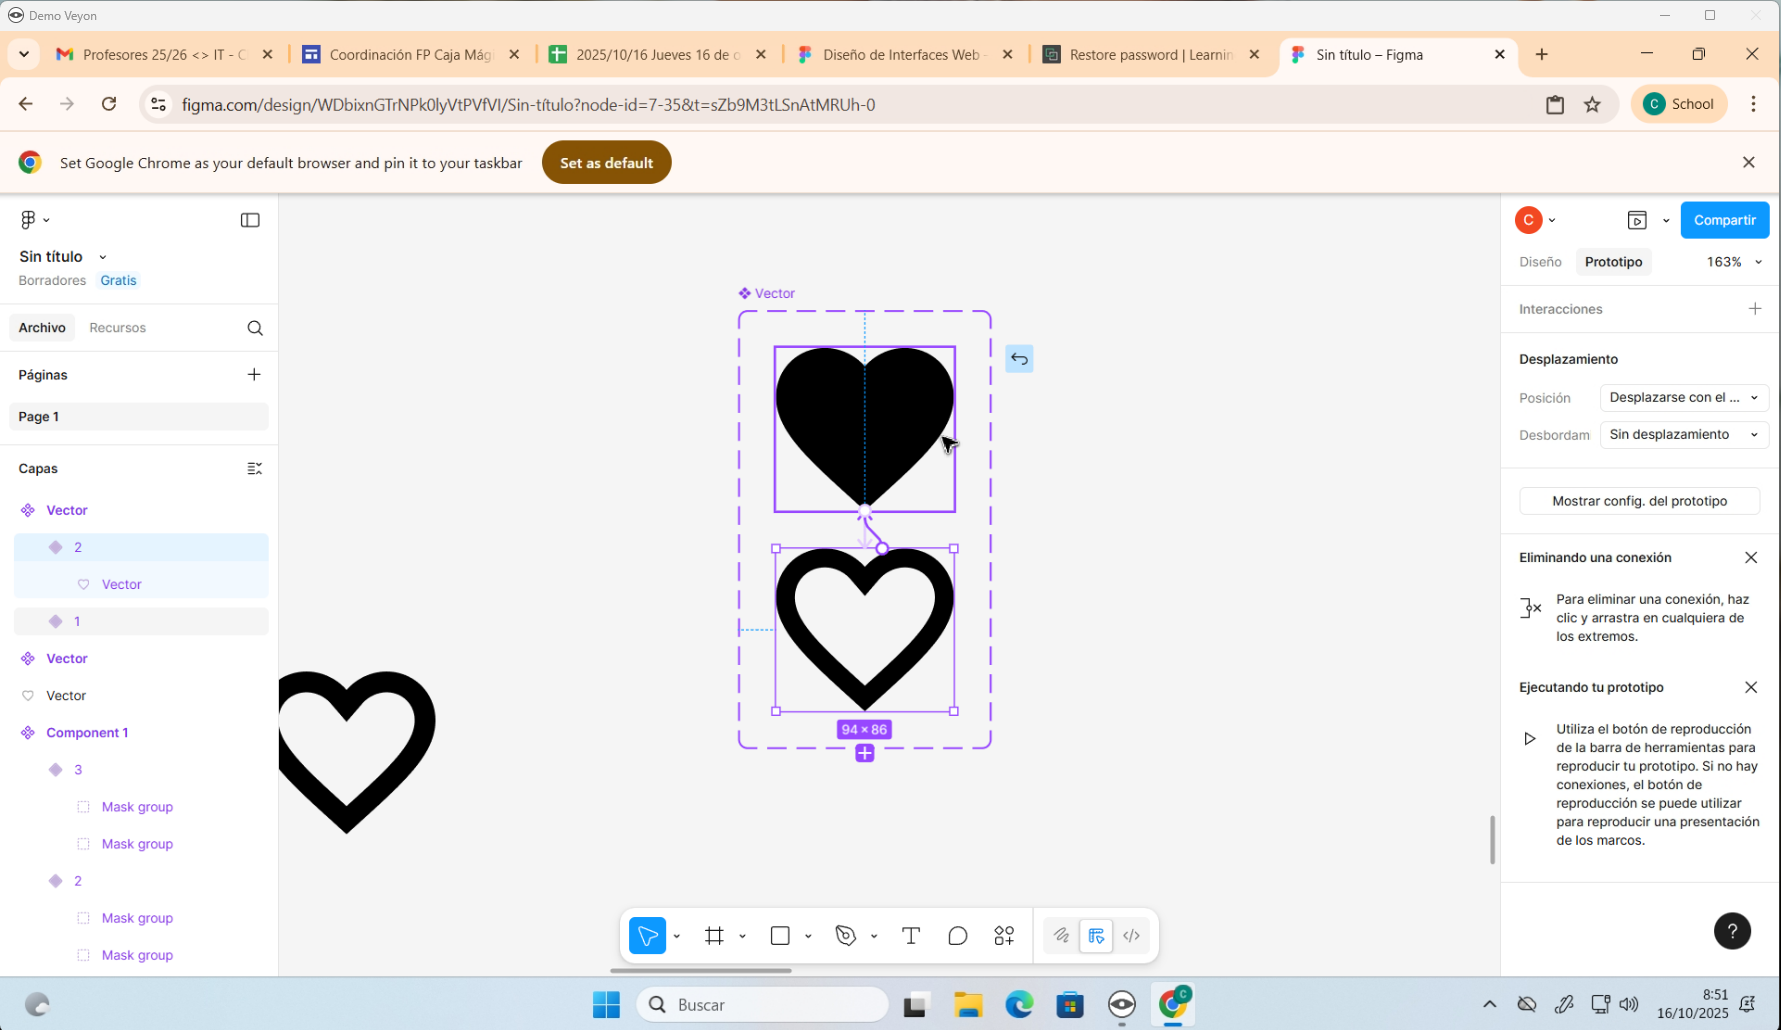 Demo Veyon
Profesores 25/26 <> IT - C
Coordinación FP Caja Mági
2025/10/16 Jueves 16 de o
Diseño de Interfaces Web -
Restore password | Learnin
Sin título – Figma
figma.com/design/WDbixnGTrNPk0lyVtPVfVI/Sin-título?node-id=7-35&t=sZb9M3tLSnAtMRUh-0
C School
Set Google Chrome as your default browser and pin it to your taskbar
Set as default
C
Compartir
Sin título
Borradores Gratis
Diseño Prototipo 163%
Archivo Recursos
Interacciones
Páginas
Page 1
Desplazamiento
Posición Desplazarse con el ...
Desbordam Sin desplazamiento
Capas
Vector
2
Vector
1
Vector
Vector
Component 1
3
Mask group
Mask group
2
Mask group
Mask group
Vector
94 × 86
Mostrar config. del prototipo
Eliminando una conexión
Para eliminar una conexión, haz
clic y arrastra en cualquiera de
los extremos.
Ejecutando tu prototipo
Utiliza el botón de reproducción
de la barra de herramientas para
reproducir tu prototipo. Si no hay
conexiones, el botón de
reproducción se puede utilizar
para reproducir una presentación
de los marcos.
?
Buscar
C
8:51
16/10/2025